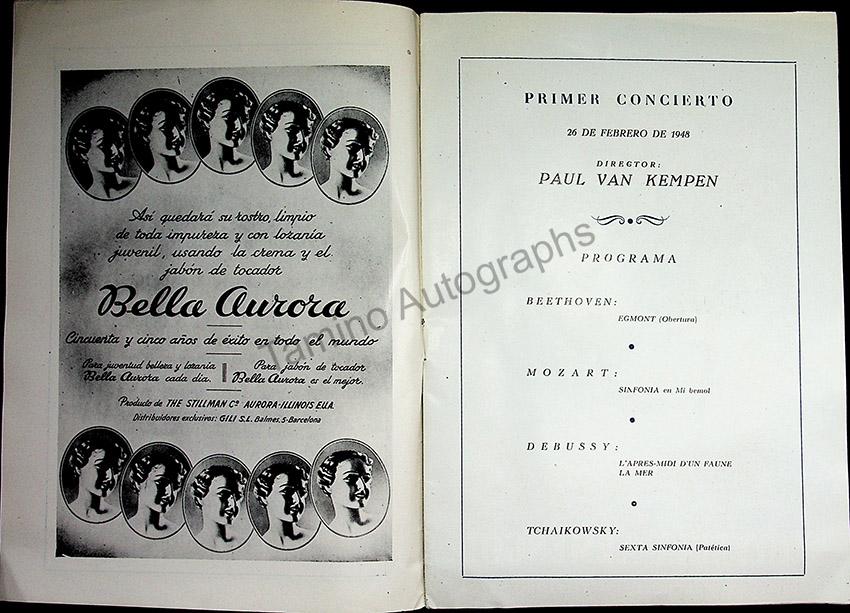 Así quedará su rostro, limpio
de toda impureza y con lozanía
juvenil, usando la crema y el
jabón de tocador
Bella Aurora
Cincuenta y cinco años de éxito en todo el mundo
Para juventud belleza y lozanía
Bella Aurora cada día.
Para jabón de tocador
Bella Aurora es el mejor.
Producto de THE STILLMAN Cº AURORA-ILLINOIS E.U.A.
Distribuidores exclusivos: GILI S.L. Balmes, 5-Barcelona
PRIMER CONCIERTO
26 DE FEBRERO DE 1948
DIRECTOR:
PAUL VAN KEMPEN
PROGRAMA
BEETHOVEN:
EGMONT (Obertura)
MOZART:
SINFONIA en Mi bemol
DEBUSSY:
L'APRES-MIDI D'UN FAUNE
LA MER
TCHAIKOWSKY:
SEXTA SINFONIA (Patética)
Tamino Autographs